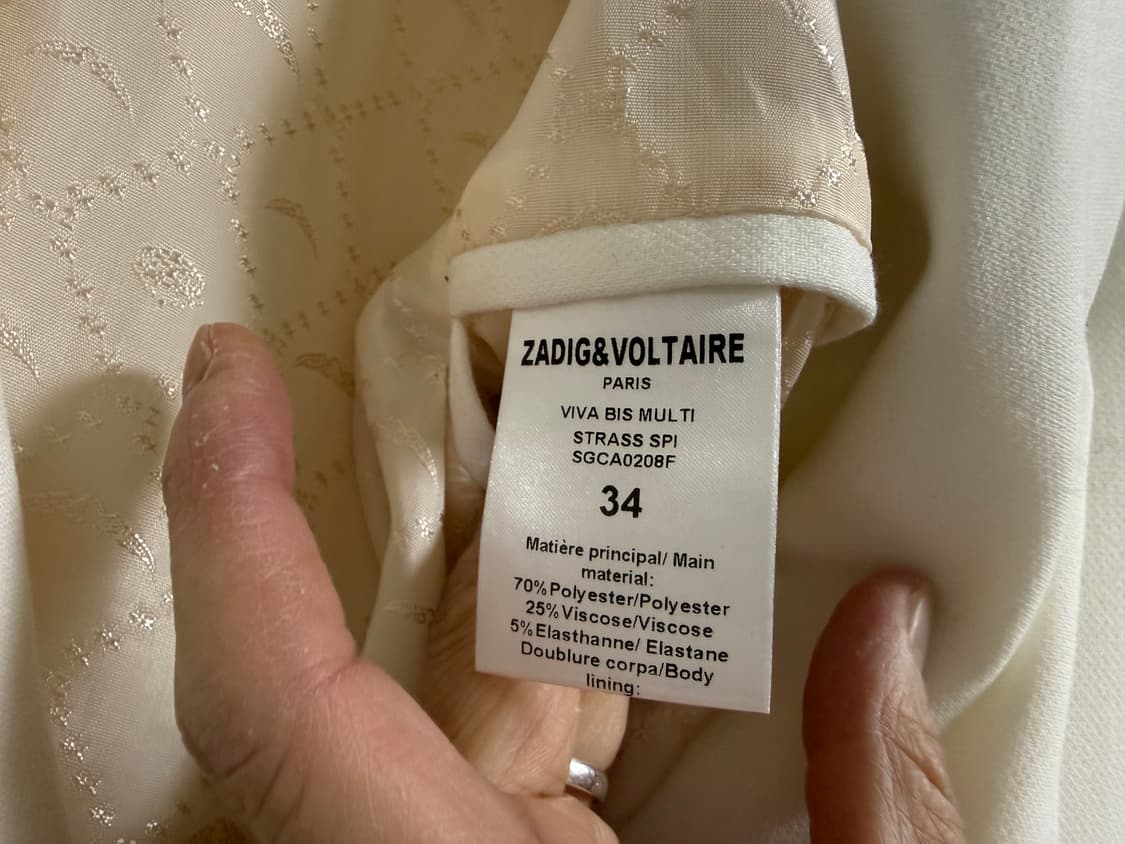 ZADIG&VOLTAIRE
PARIS
VIVA BIS MULTI
STRASS SPI
SGCA0208F
34
Matière principal/ Main
material:
70%Polyester/Polyester
25%Viscose/Viscose
5%Elasthanne/ Elastane
Doublure corpa/Body
lining: